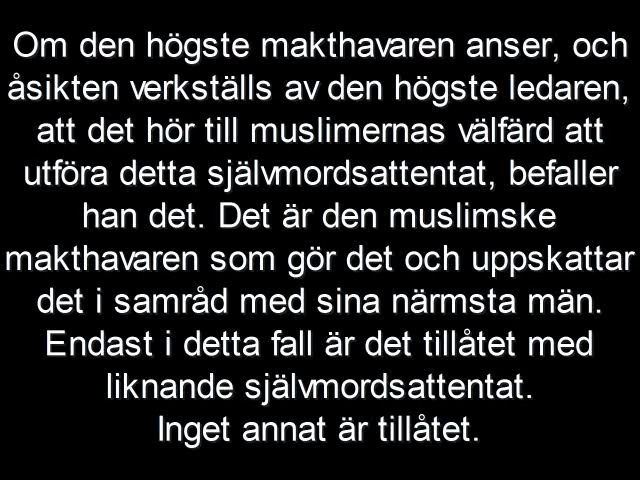 Om den högste makthavaren anser, och
åsikten verkställs av den högste ledaren,
att det hör till muslimernas välfärd att
utföra detta självmordsattentat, befaller
han det. Det är den muslimske
makthavaren som gör det och uppskattar
det i samråd med sina närmsta män.
Endast i detta fall är det tillåtet med
liknande självmordsattentat.
Inget annat är tillåtet.